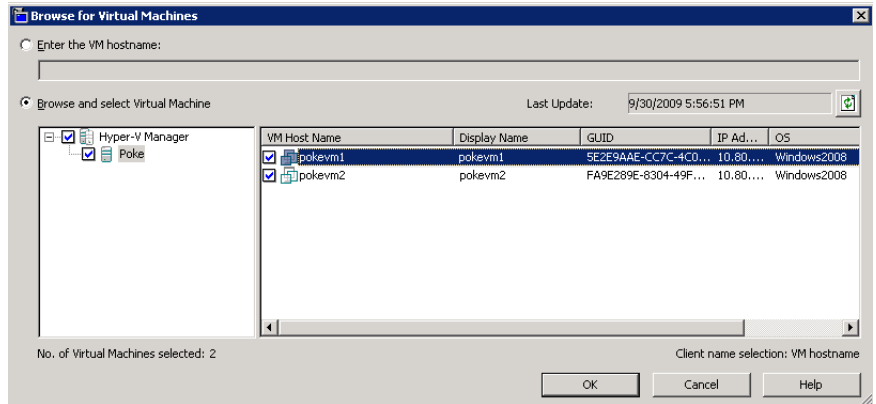 Browse for Virtual Machines
Enter the VM hostname:
Browse and select Virtual Machine
Last Update:
9/30/2009 5:56:51 PM
Hyper-V Manager
Poke
VM Host Name Display Name GUID IP Ad... OS
pokevm1 pokevm1 5E2E9AAE-CC7C-4C0... 10.80.... Windows2008
pokevm2 pokevm2 FA9E289E-8304-49F... 10.80.... Windows2008
No. of Virtual Machines selected: 2
Client name selection: VM hostname
OK Cancel Help